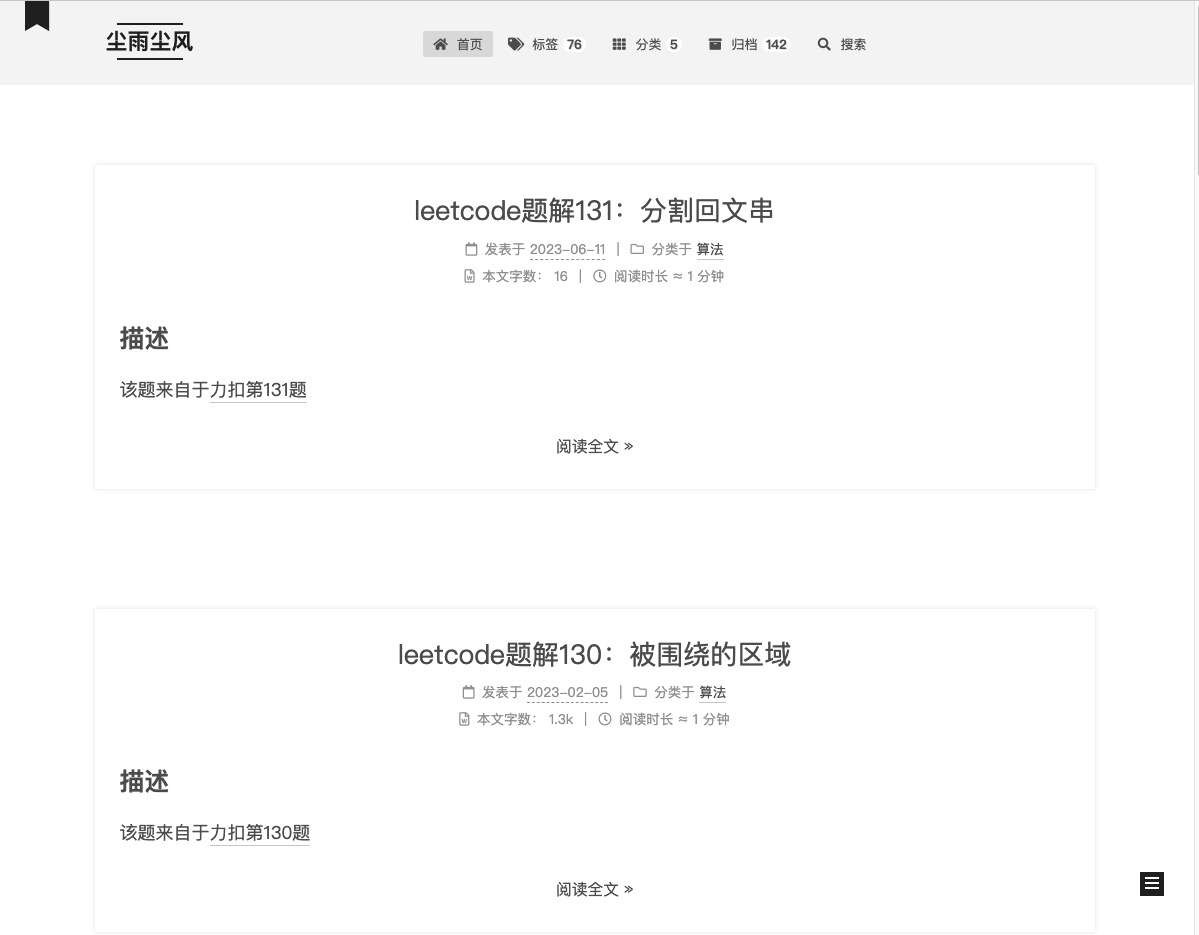 尘雨尘风
首页 标签 76 分类 5 归档 142 搜索
leetcode题解131：分割回文串
发表于 2023-06-11 | 分类于 算法
本文字数： 16 | 阅读时长 ≈ 1 分钟
描述
该题来自于力扣第131题
阅读全文 »
leetcode题解130：被围绕的区域
发表于 2023-02-05 | 分类于 算法
本文字数： 1.3k | 阅读时长 ≈ 1 分钟
描述
该题来自于力扣第130题
阅读全文 »